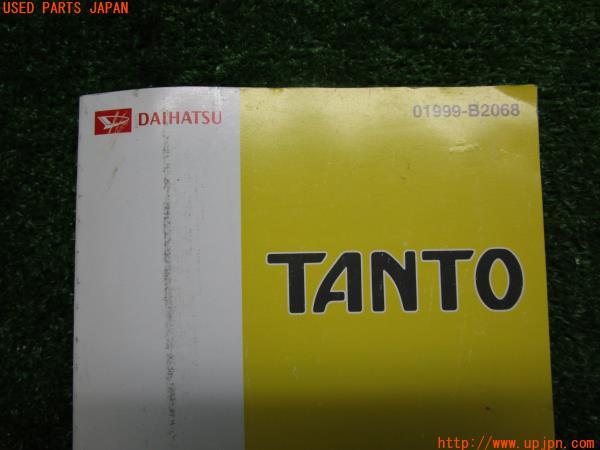 USED PARTS JAPAN
DAIHATSU
01999-B2068
TANTO
http://www.upjpn.com/